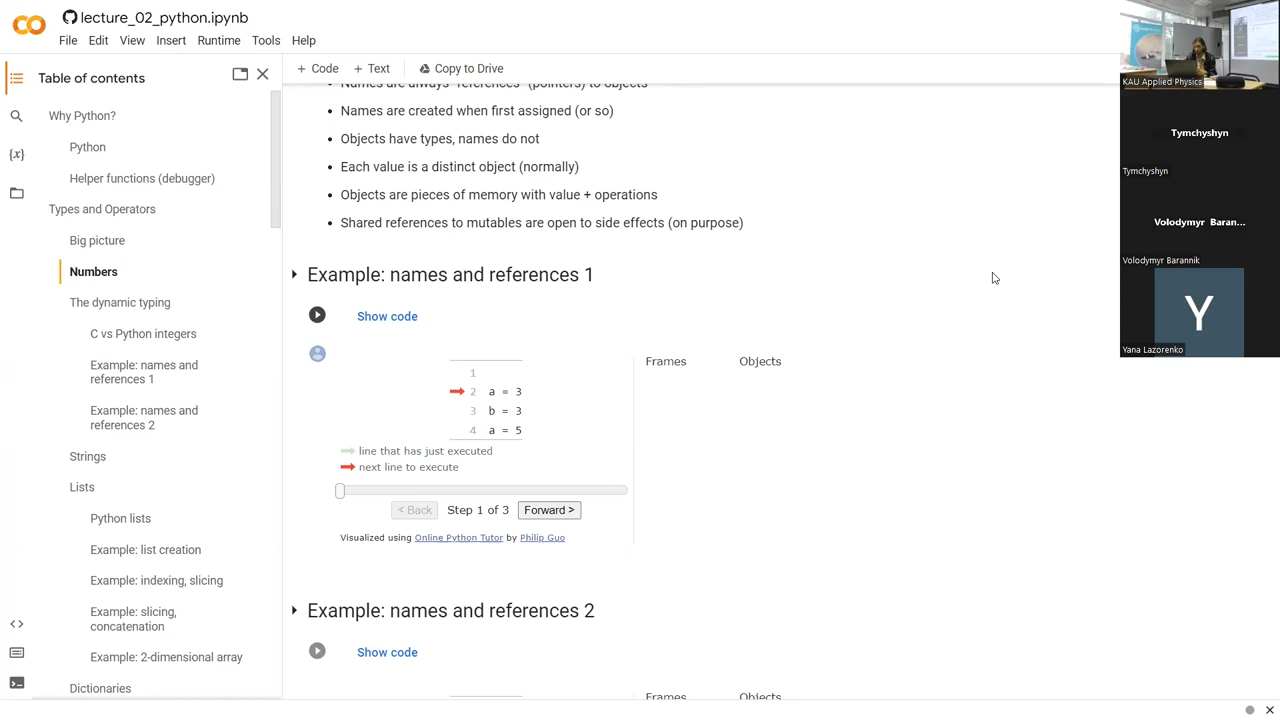 lecture_02_python.ipynb
File Edit View Insert Runtime Tools Help
Table of contents
Why Python?
Python
Helper functions (debugger)
Types and Operators
Big picture
Numbers
The dynamic typing
C vs Python integers
Example: names and
references 1
Example: names and
references 2
Strings
Lists
Python lists
Example: list creation
Example: indexing, slicing
Example: slicing,
concatenation
Example: 2-dimensional array
Dictionaries
+ Code + Text Copy to Drive
Names are always "references" (pointers) to objects
• Names are created when first assigned (or so)
• Objects have types, names do not
• Each value is a distinct object (normally)
• Objects are pieces of memory with value + operations
• Shared references to mutables are open to side effects (on purpose)
Example: names and references 1
Show code
Frames Objects
1
2 a = 3
3 b = 3
4 a = 5
line that has just executed
next line to execute
< Back Step 1 of 3 Forward >
Visualized using Online Python Tutor by Philip Guo
Example: names and references 2
Show code
Frames Objects
KAU Applied Physics
Tymchyshyn
Tymchyshyn
Volodymyr Baran...
Volodymyr Barannik
Y
Yana Lazorenko